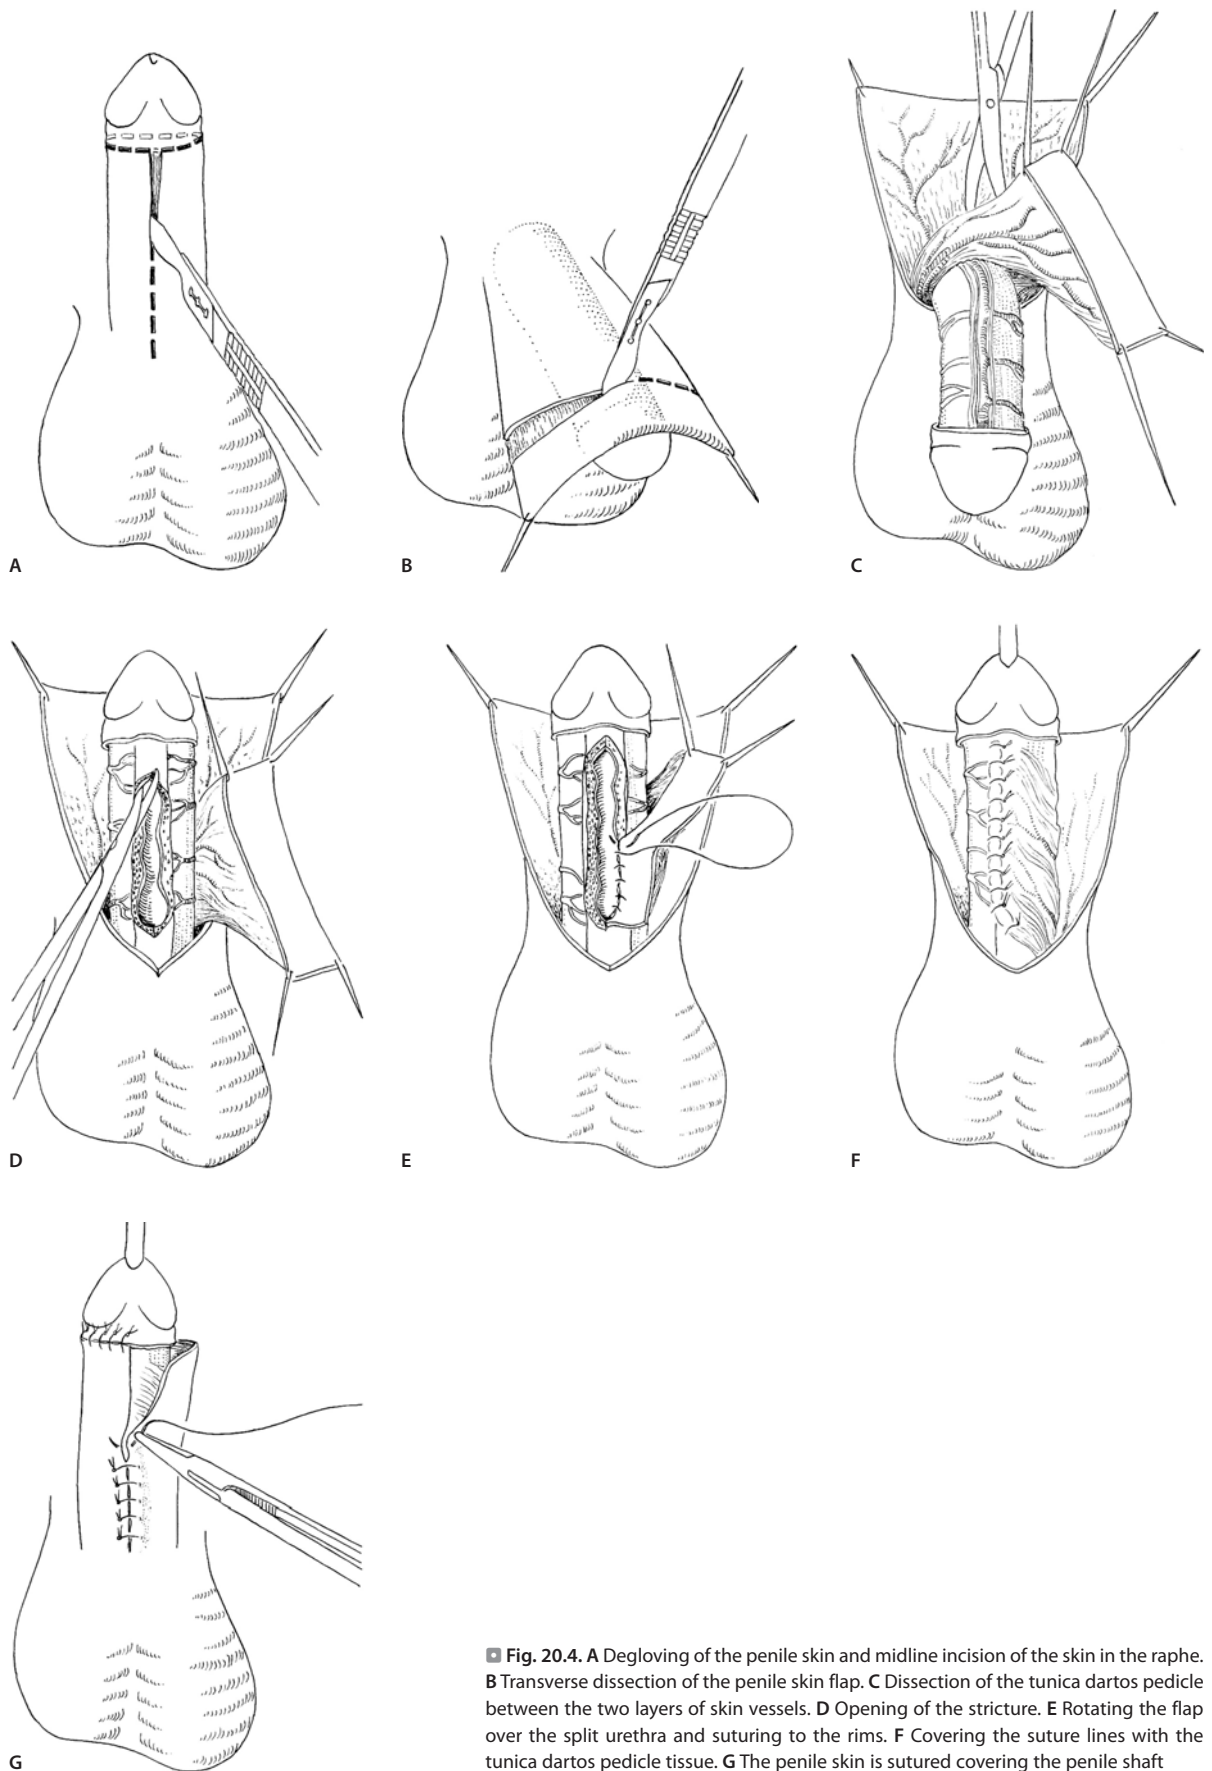 A
B
C
D
E
F
G
Fig. 20.4. A Degloving of the penile skin and midline incision of the skin in the raphe.
B Transverse dissection of the penile skin flap. C Dissection of the tunica dartos pedicle
between the two layers of skin vessels. D Opening of the stricture. E Rotating the flap
over the split urethra and suturing to the rims. F Covering the suture lines with the
tunica dartos pedicle tissue. G The penile skin is sutured covering the penile shaft